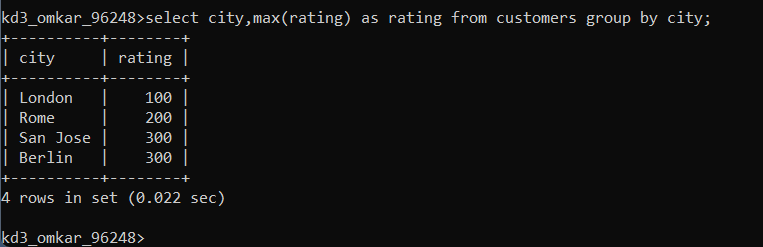 kd3_omkar_96248>select city,max(rating) as rating from customers group by city;
+----------+--------+
| city     | rating |
+----------+--------+
| London   |    100 |
| Rome     |    200 |
| San Jose |    300 |
| Berlin   |    300 |
+----------+--------+
4 rows in set (0.022 sec)

kd3_omkar_96248>